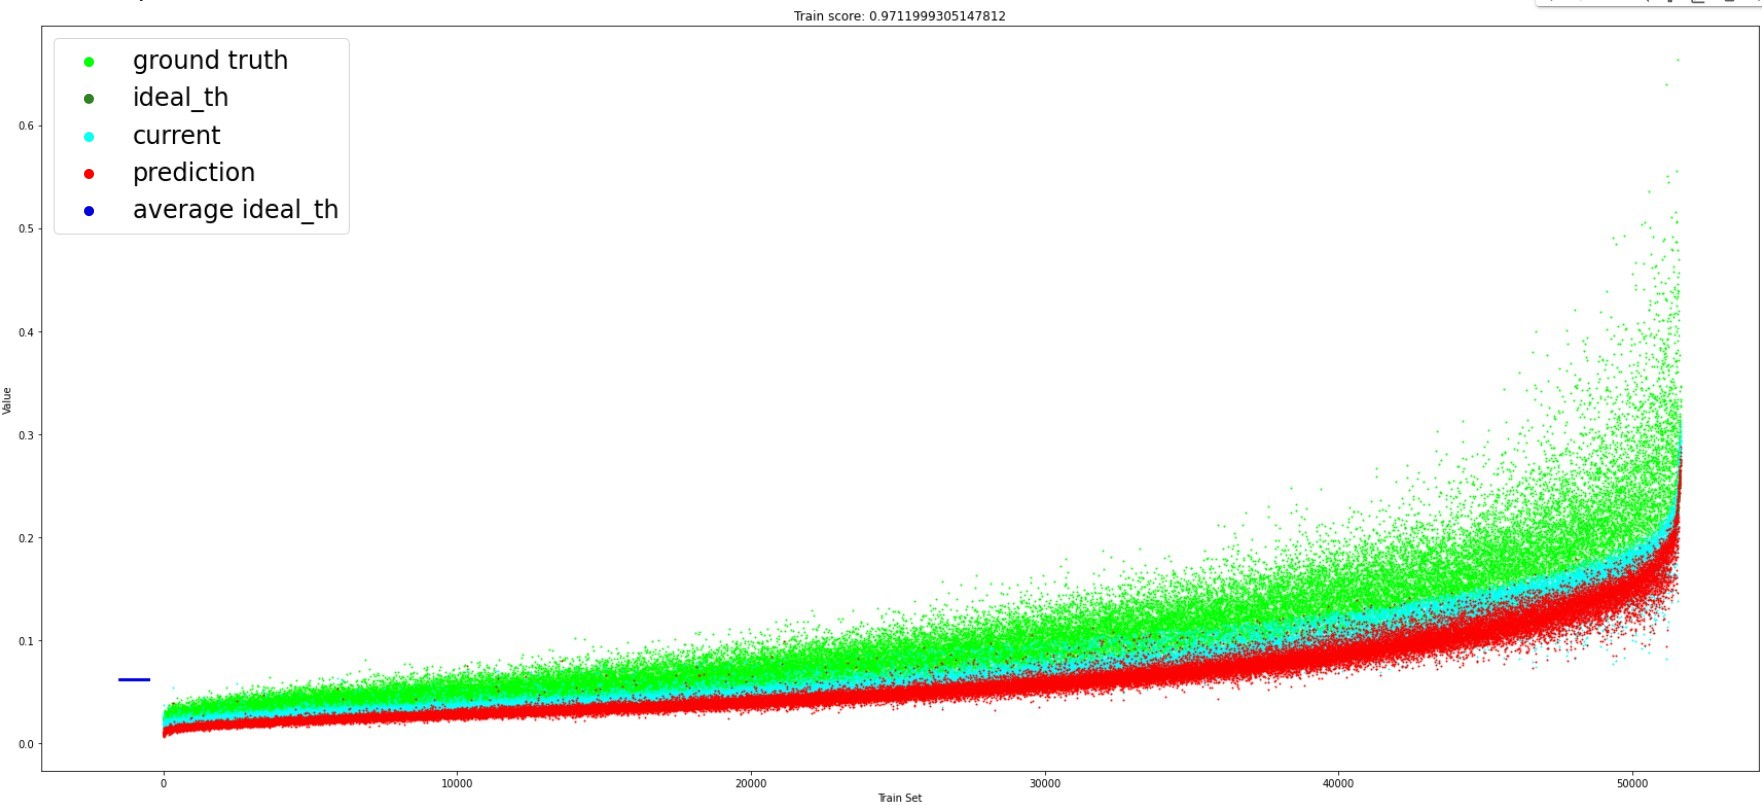 Train score: 0.9711999305147812
ground truth
ideal_th
current
prediction
average ideal_th
0.6
0.5
0.4
0.3
0.2
0.1
0.0
Value
0
10000
20000
30000
40000
50000
Train Set